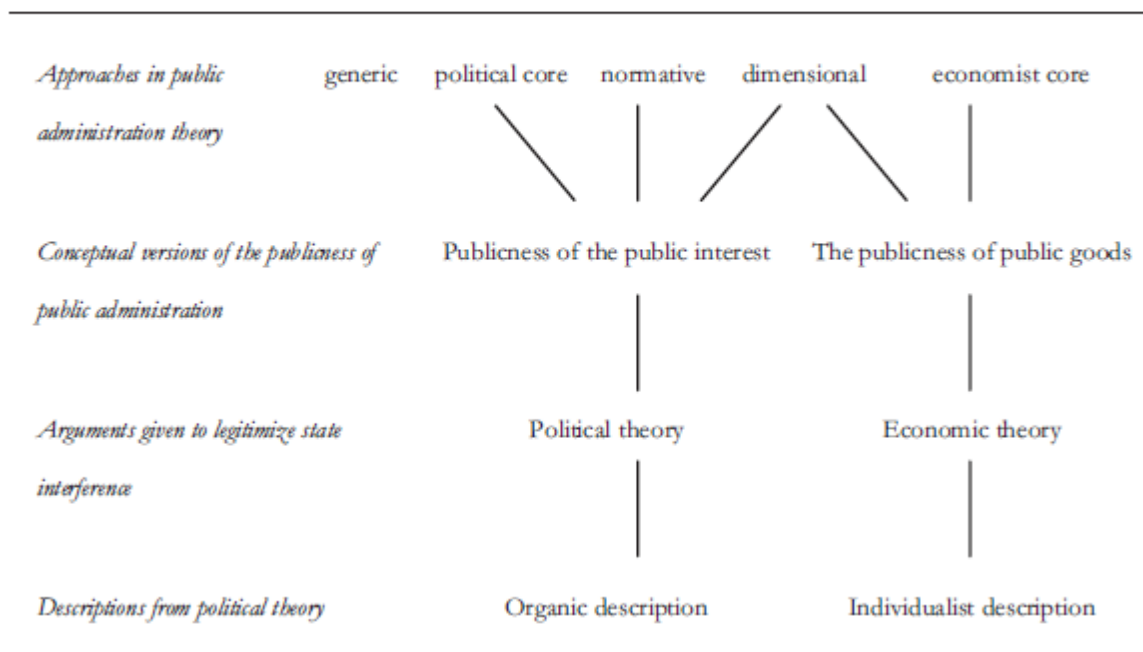 Approaches in public generic political core normative dimensional economist core
administration theory
Conceptual versions of the publicness of Publicness of the public interest The publicness of public goods
public administration
Arguments given to legitimize state Political theory Economic theory
interference
Descriptions from political theory Organic description Individualist description